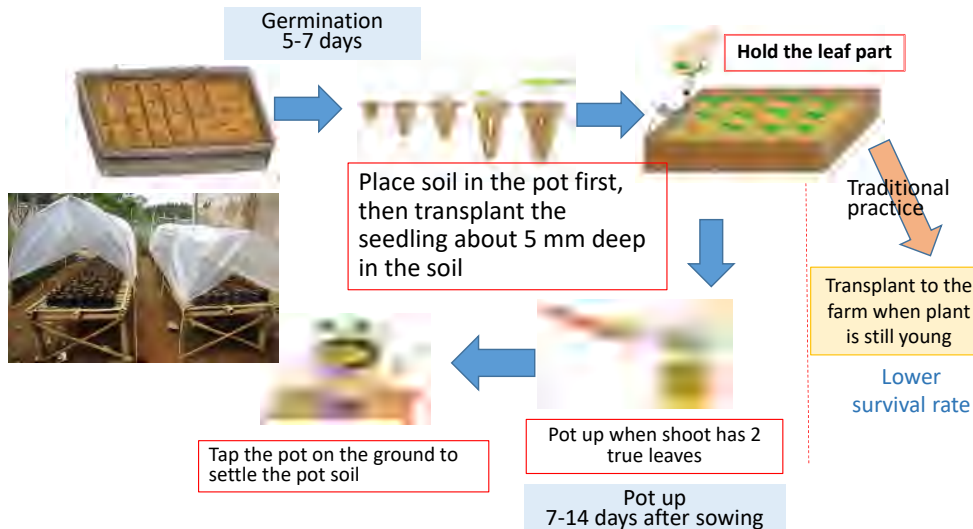 Germination
5-7 days
Hold the leaf part
Place soil in the pot first,
then transplant the
seedling about 5 mm deep
in the soil
Traditional
practice
Transplant to the
farm when plant
is still young
Lower
survival rate
Pot up when shoot has 2
true leaves
Tap the pot on the ground to
settle the pot soil
Pot up
7-14 days after sowing